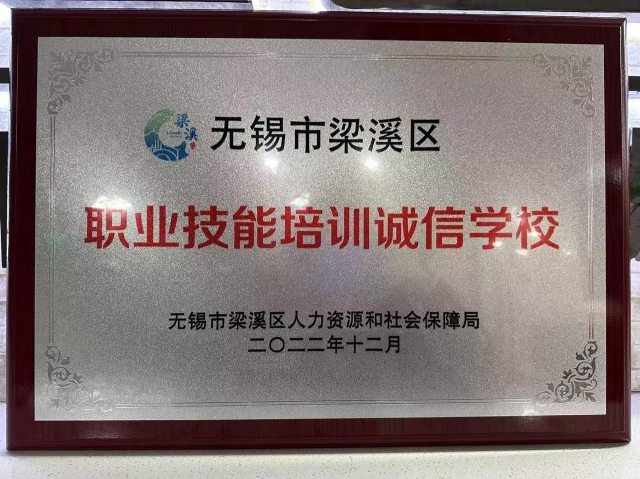 梁溪
无锡市梁溪区
职业技能培训诚信学校
无锡市梁溪区人力资源和社会保障局
二〇二二年十二月